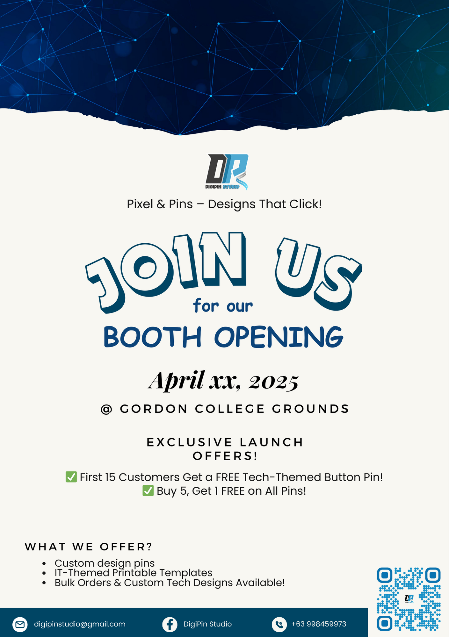 DIGIPIN STUDIO
Pixel & Pins – Designs That Click!
JOIN US
for our
BOOTH OPENING
April xx, 2025
@ GORDON COLLEGE GROUNDS
EXCLUSIVE LAUNCH
OFFERS!
✅ First 15 Customers Get a FREE Tech-Themed Button Pin!
✅ Buy 5, Get 1 FREE on All Pins!
WHAT WE OFFER?
• Custom design pins
• IT-Themed Printable Templates
• Bulk Orders & Custom Tech Designs Available!
digipinstudio@gmail.com
DigiPin Studio
+63 998459973